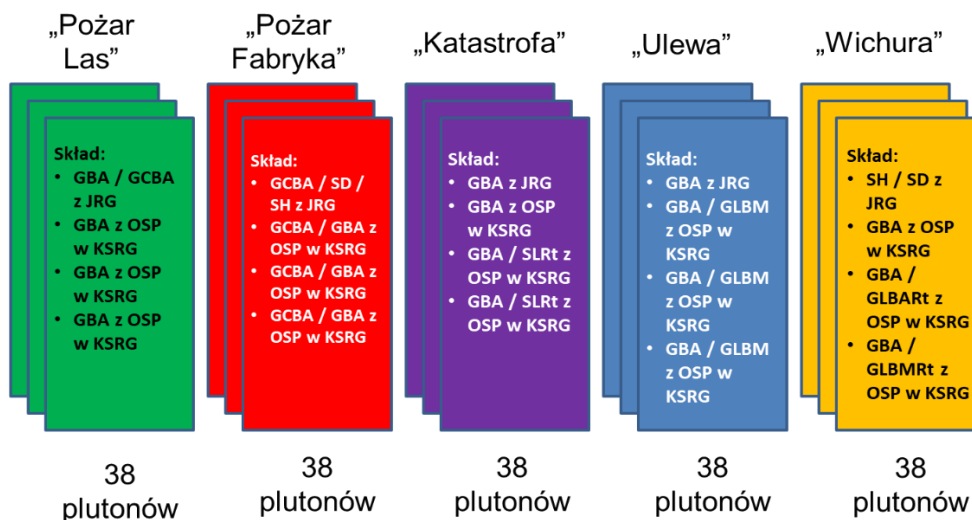 „Pożar
Las”
„Pożar
Fabryka”
„Katastrofa”
„Ulewa”
„Wichura”
Skład:
• GBA / GCBA
z JRG
• GBA z OSP
w KSRG
• GBA z OSP
w KSRG
• GBA z OSP
w KSRG
Skład:
• GCBA / SD /
SH z JRG
• GCBA / GBA z
OSP w KSRG
• GCBA / GBA z
OSP w KSRG
• GCBA / GBA z
OSP w KSRG
Skład:
• GBA z JRG
• GBA z OSP
w KSRG
• GBA / SLRt z
OSP w KSRG
• GBA / SLRt z
OSP w KSRG
Skład:
• GBA z JRG
• GBA / GLBM
z OSP w
KSRG
• GBA / GLBM
z OSP w
KSRG
• GBA / GLBM
z OSP w
KSRG
Skład:
• SH / SD z
JRG
• GBA z OSP
w KSRG
• GBA /
GLBARt z
OSP w KSRG
• GBA /
GLBMRt z
OSP w KSRG
38
plutonów
38
plutonów
38
plutonów
38
plutonów
38
plutonów